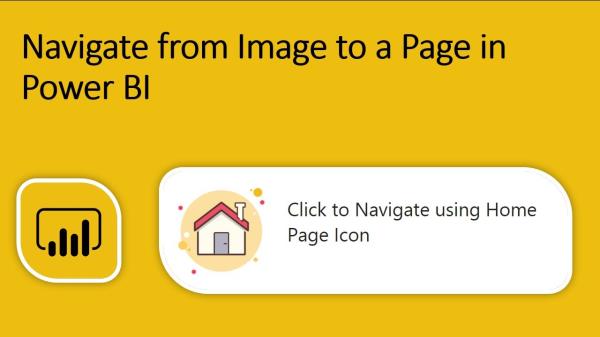 Navigate from Image to a Page in
Power BI
Click to Navigate using Home
Page Icon